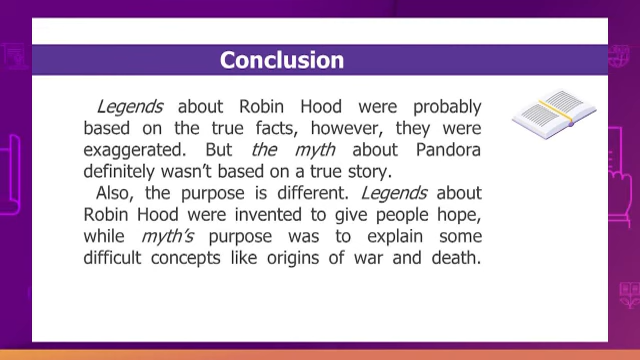 Conclusion
Legends about Robin Hood were probably
based on the true facts, however, they were
exaggerated. But the myth about Pandora
definitely wasn't based on a true story.
Also, the purpose is different. Legends about
Robin Hood were invented to give people hope,
while myth's purpose was to explain some
difficult concepts like origins of war and death.